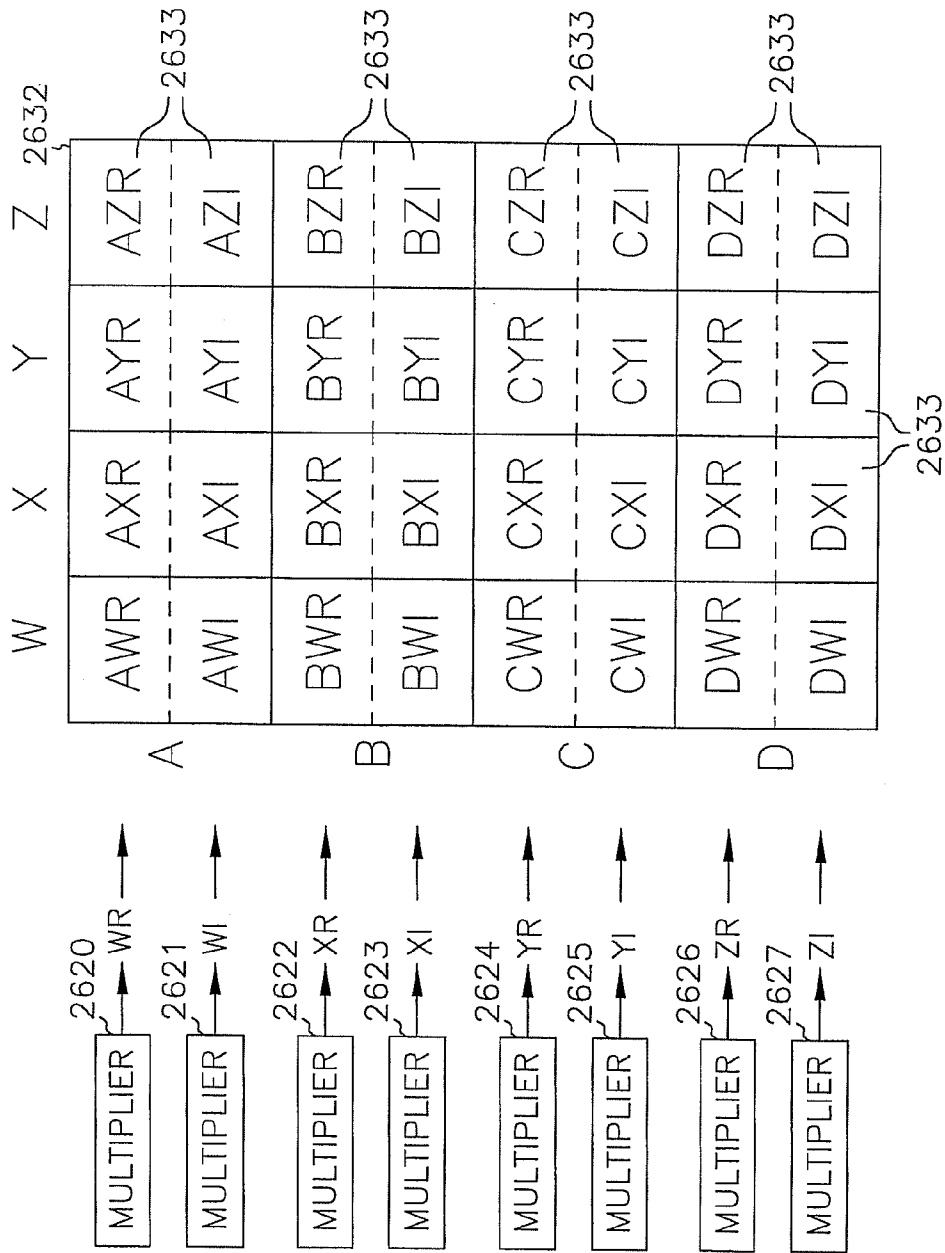 W X Y Z 2632
A AWR AXR AYR AZR 2633
AWI AXI AYI AZI
B BWR BXR BYR BZR 2633
BWI BXI BYI BZI
C CWR CXR CYR CZR 2633
CWI CXI CYI CZI
D DWR DXR DYR DZR 2633
DWI DXI DYI DZI
2633
MULTIPLIER 2620 WR
MULTIPLIER 2621 WI
MULTIPLIER 2622 XR
MULTIPLIER 2623 XI
MULTIPLIER 2624 YR
MULTIPLIER 2625 YI
MULTIPLIER 2626 ZR
MULTIPLIER 2627 ZI